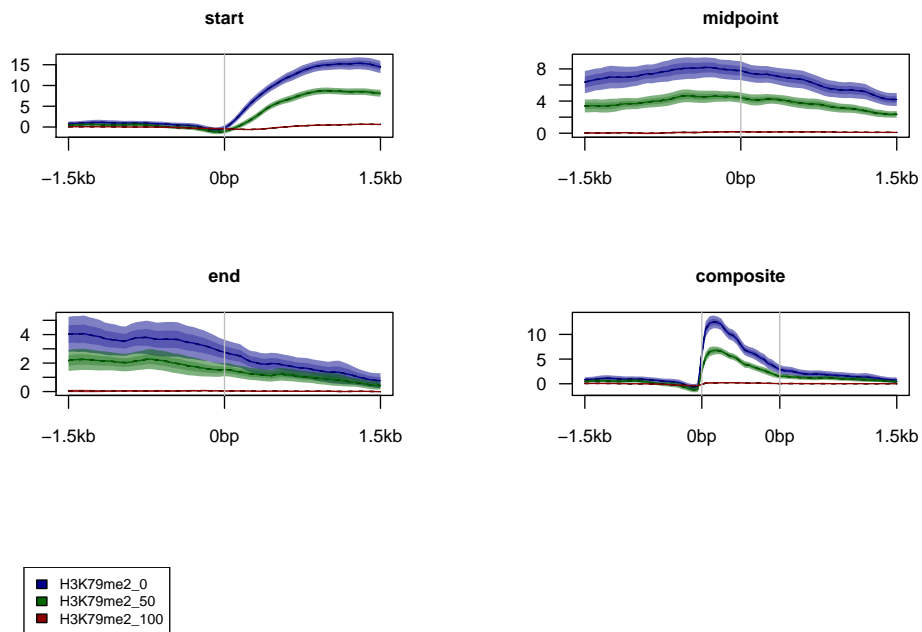 start
15
10
5
0
−1.5kb 0bp 1.5kb
midpoint
8
4
0
−1.5kb 0bp 1.5kb
end
4
2
0
−1.5kb 0bp 1.5kb
composite
10
5
0
−1.5kb 0bp 0bp 1.5kb
H3K79me2_0
H3K79me2_50
H3K79me2_100